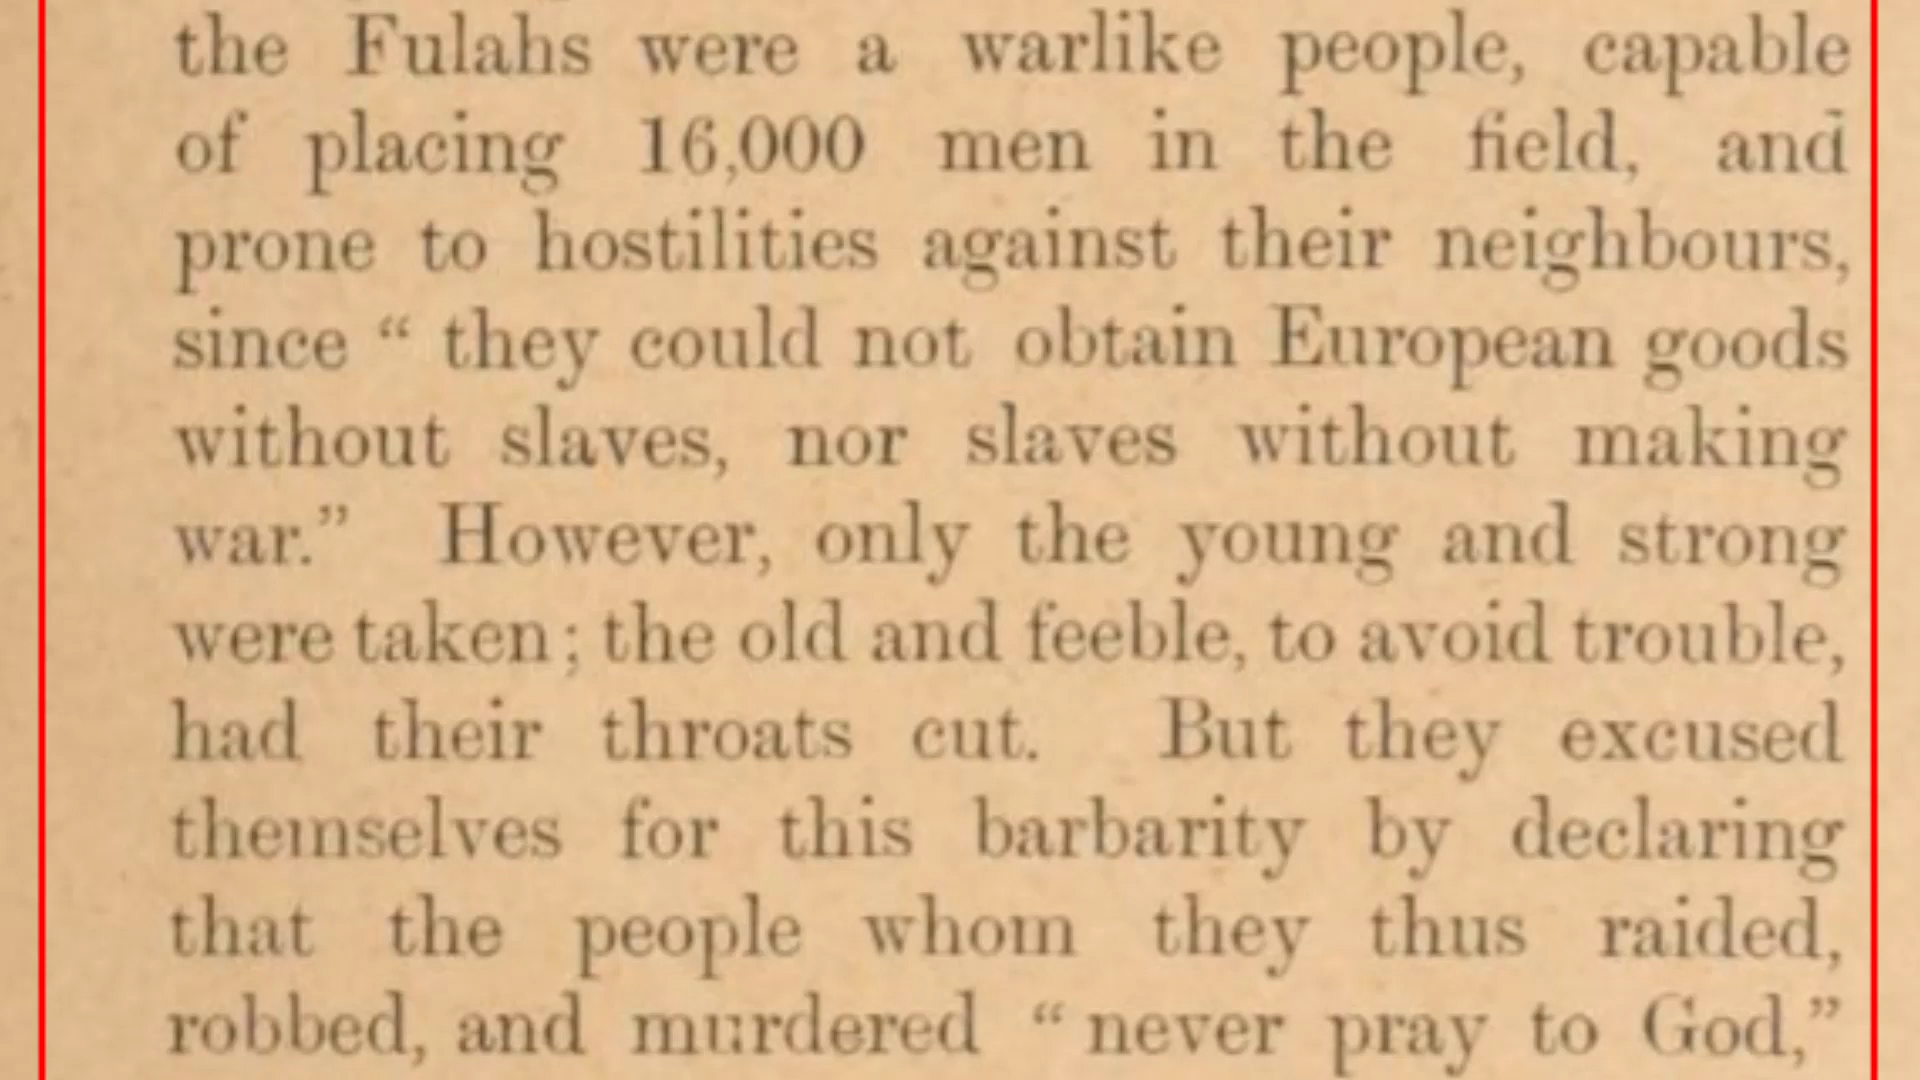 the Fulahs were a warlike people, capable
of placing 16,000 men in the field, and
prone to hostilities against their neighbours,
since “ they could not obtain European goods
without slaves, nor slaves without making
war.” However, only the young and strong
were taken ; the old and feeble, to avoid trouble,
had their throats cut. But they excused
themselves for this barbarity by declaring
that the people whom they thus raided,
robbed, and murdered “ never pray to God,”